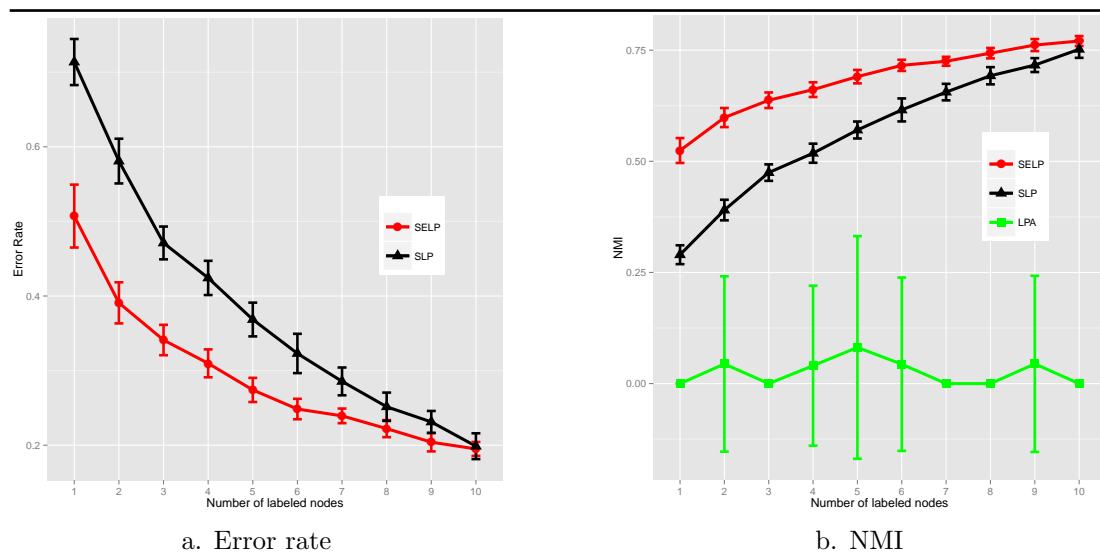 0.6
0.4
0.2
Error Rate
1 2 3 4 5 6 7 8 9 10
Number of labeled nodes
SELP
SLP
a. Error rate
0.75
0.50
0.25
0.00
NMI
1 2 3 4 5 6 7 8 9 10
Number of labeled nodes
SELP
SLP
LPA
b. NMI